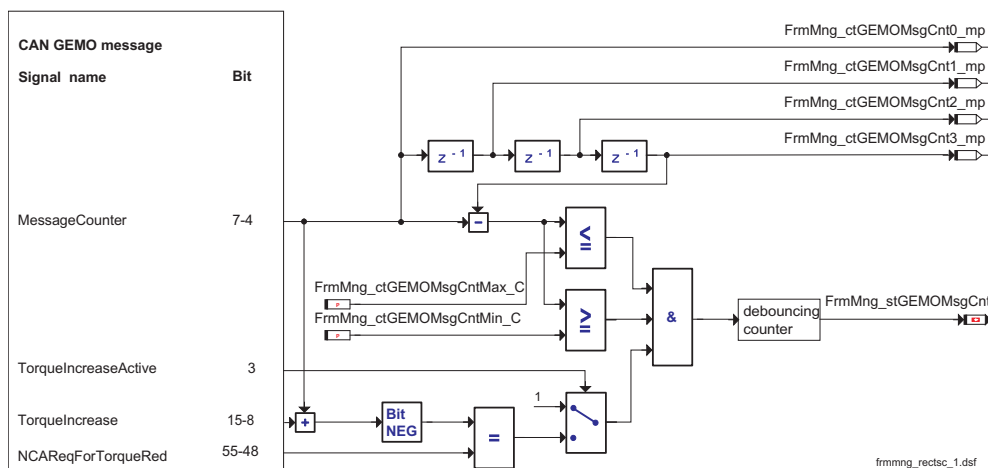 CAN GEMO message
Signal name Bit
FrmMng_ctGEMOMsgCnt0_mp
FrmMng_ctGEMOMsgCnt1_mp
FrmMng_ctGEMOMsgCnt2_mp
FrmMng_ctGEMOMsgCnt3_mp
z -1 z -1 z -1
MessageCounter 7-4
-
<=
FrmMng_ctGEMOMsgCntMax_C
P
FrmMng_ctGEMOMsgCntMin_C
P
>=
&
debouncing
counter
FrmMng_stGEMOMsgCnt
TorqueIncreaseActive 3
1
TorqueIncrease 15-8
+
Bit
NEG
=
NCAReqForTorqueRed 55-48
frmmng_rectsc_1.dsf